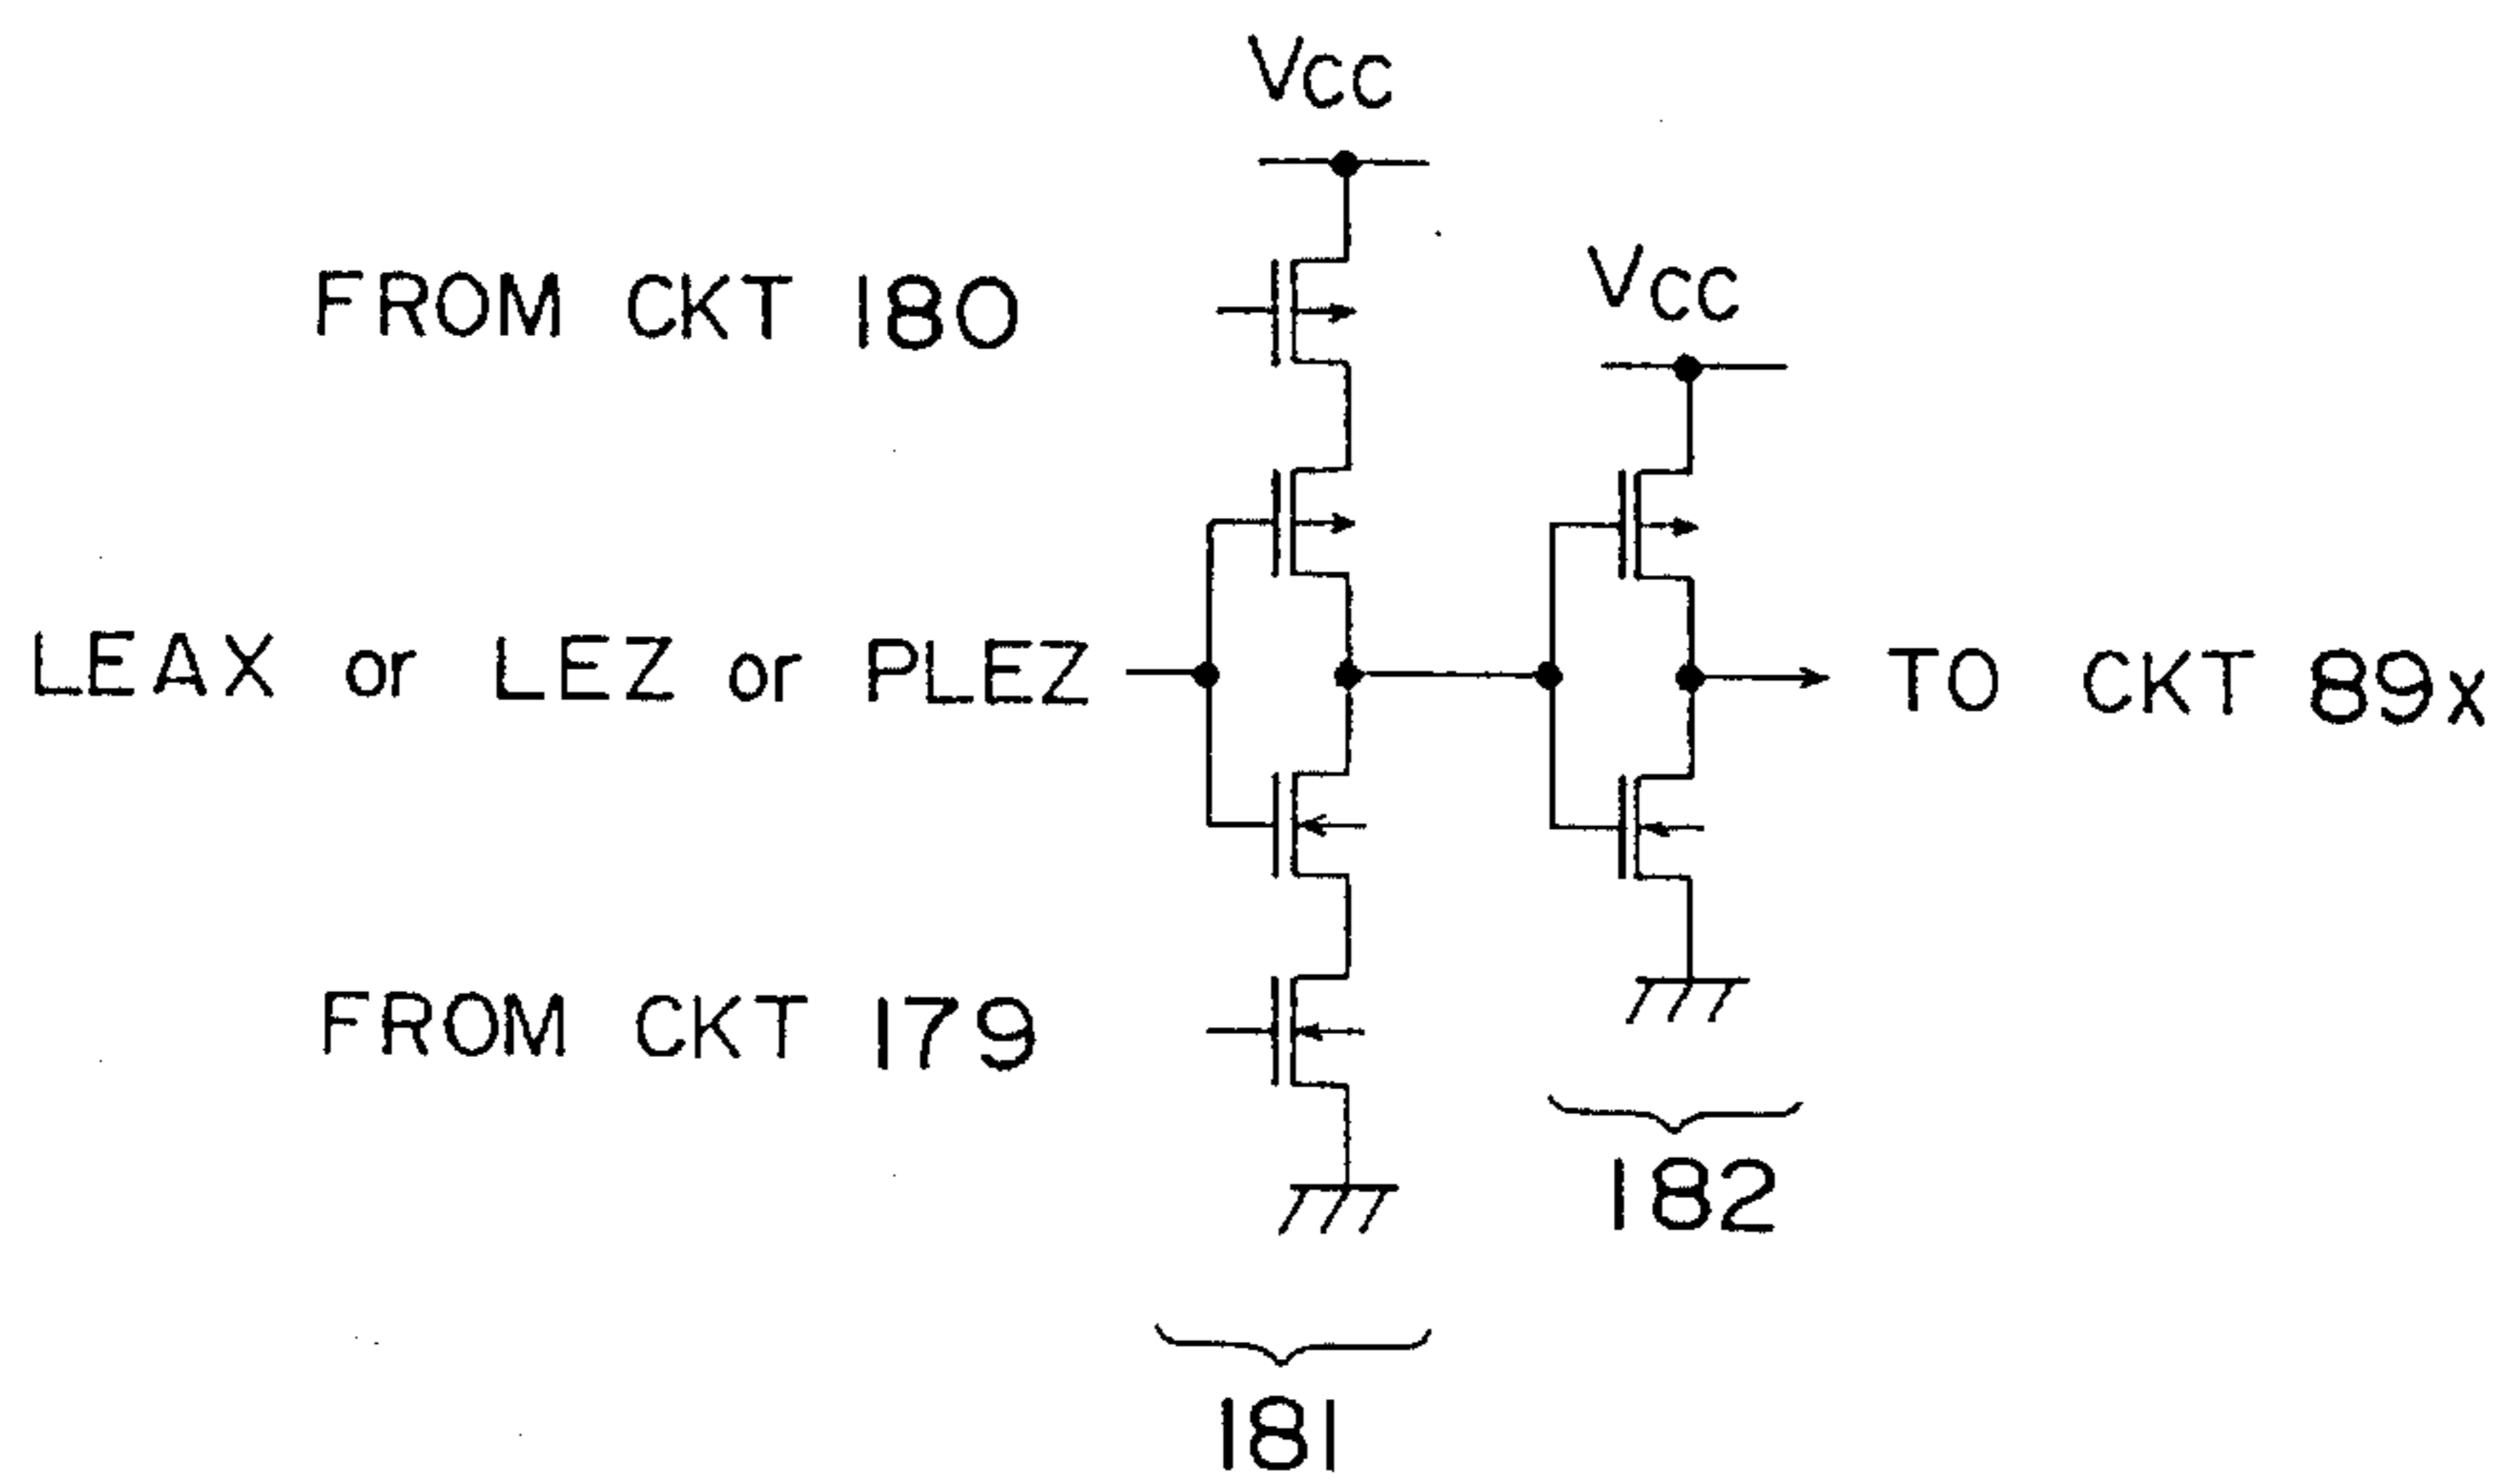 VCC
VCC
FROM CKT 180
LEAX or LEZ or PLEZ
TO CKT 89x
FROM CKT 179
182
181